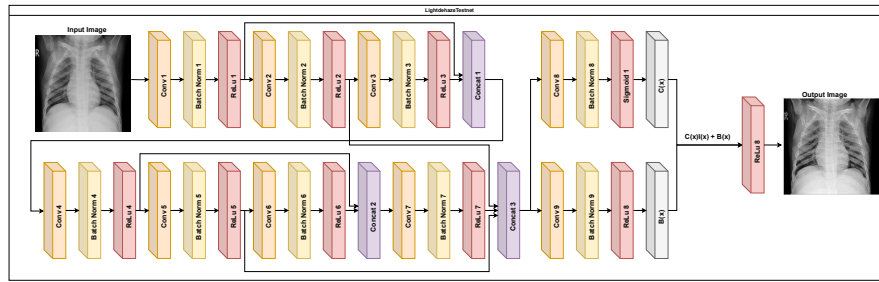 LightdehazeTestnet
Input Image
Conv 1
Batch Norm 1
ReLu 1
Conv 2
Batch Norm 2
ReLu 2
Conv 3
Batch Norm 3
ReLu 3
Concat 1
Conv 8
Batch Norm 8
Sigmoid 1
C(x)
C(x)I(x) + B(x)
ReLu 8
Output Image
Conv 4
Batch Norm 4
ReLu 4
Conv 5
Batch Norm 5
ReLu 5
Conv 6
Batch Norm 6
ReLu 6
Concat 2
Conv 7
Batch Norm 7
ReLu 7
Concat 3
Conv 9
Batch Norm 9
ReLu 8
B(x)